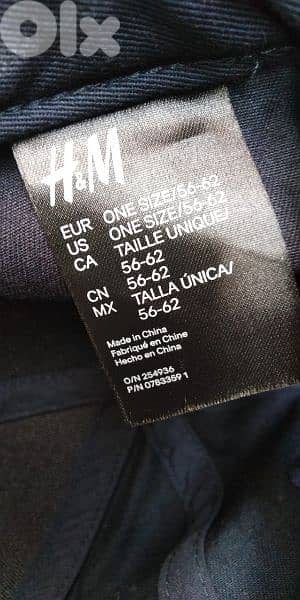 Olx
H&M
EUR ONE SIZE/56-62
US ONE SIZE/56-62
CA TAILLE UNIQUE/
56-62
CN 56-62
MX TALLA ÚNICA/
56-62
Made in China
Fabriqué en Chine
Hecho en China
O/N 254936
P/N 0783359 1